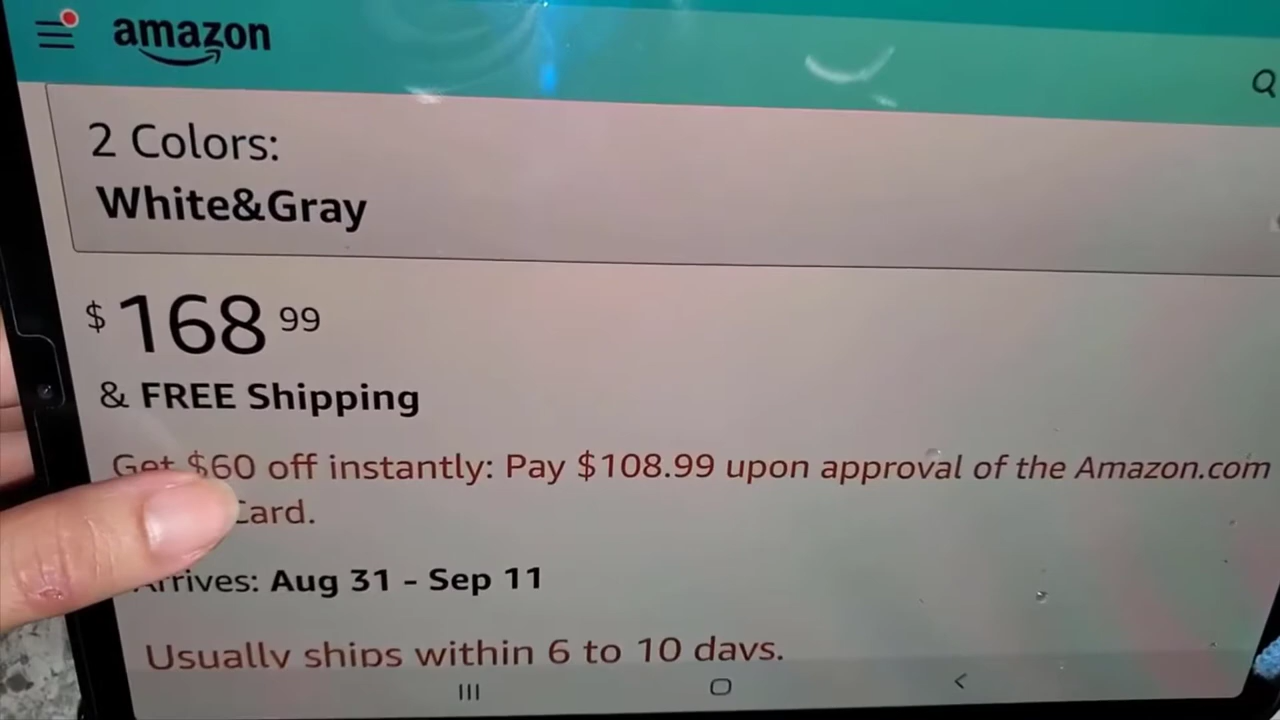 amazon
2 Colors:
White&Gray
$168 99
& FREE Shipping
Get $60 off instantly: Pay $108.99 upon approval of the Amazon.com
Card.
Arrives: Aug 31 - Sep 11
Usually ships within 6 to 10 days.